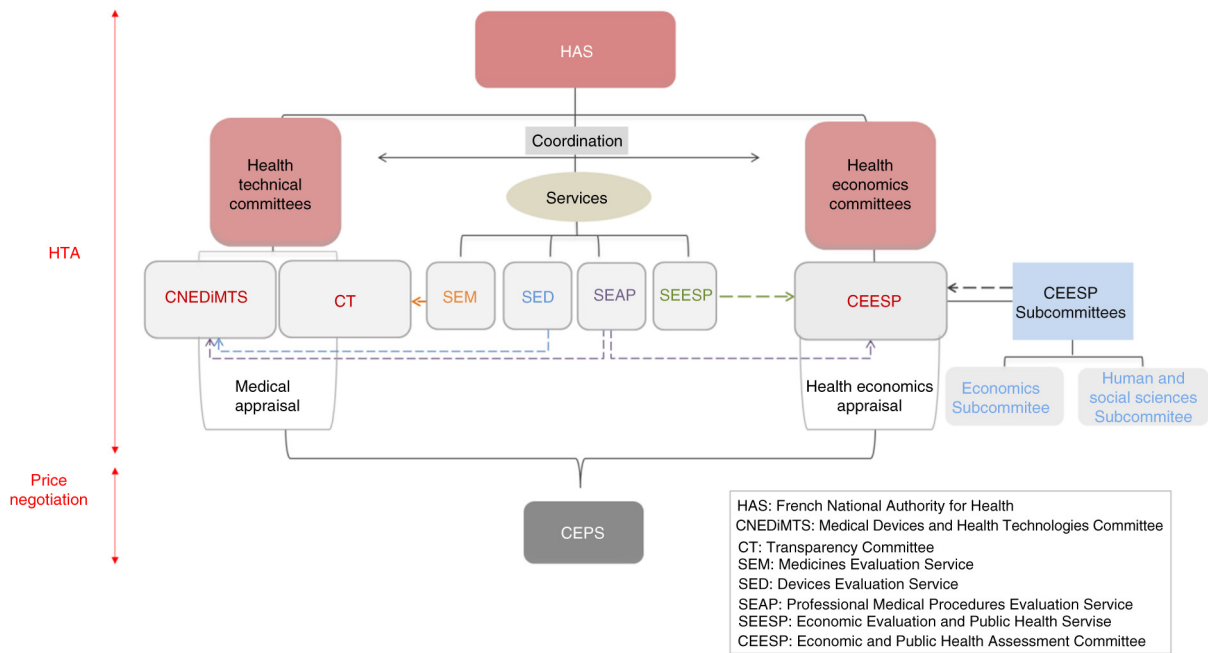 HAS
Coordination
Health
technical
committees
Health
economics
committees
Services
HTA
CNEDiMTS
CT
SEM
SED
SEAP
SEESP
CEESP
CEESP
Subcommittees
Medical
appraisal
Health economics
appraisal
Economics
Subcommitee
Human and
social sciences
Subcommitee
Price
negotiation
CEPS
HAS: French National Authority for Health
CNEDiMTS: Medical Devices and Health Technologies Committee
CT: Transparency Committee
SEM: Medicines Evaluation Service
SED: Devices Evaluation Service
SEAP: Professional Medical Procedures Evaluation Service
SEESP: Economic Evaluation and Public Health Servise
CEESP: Economic and Public Health Assessment Committee